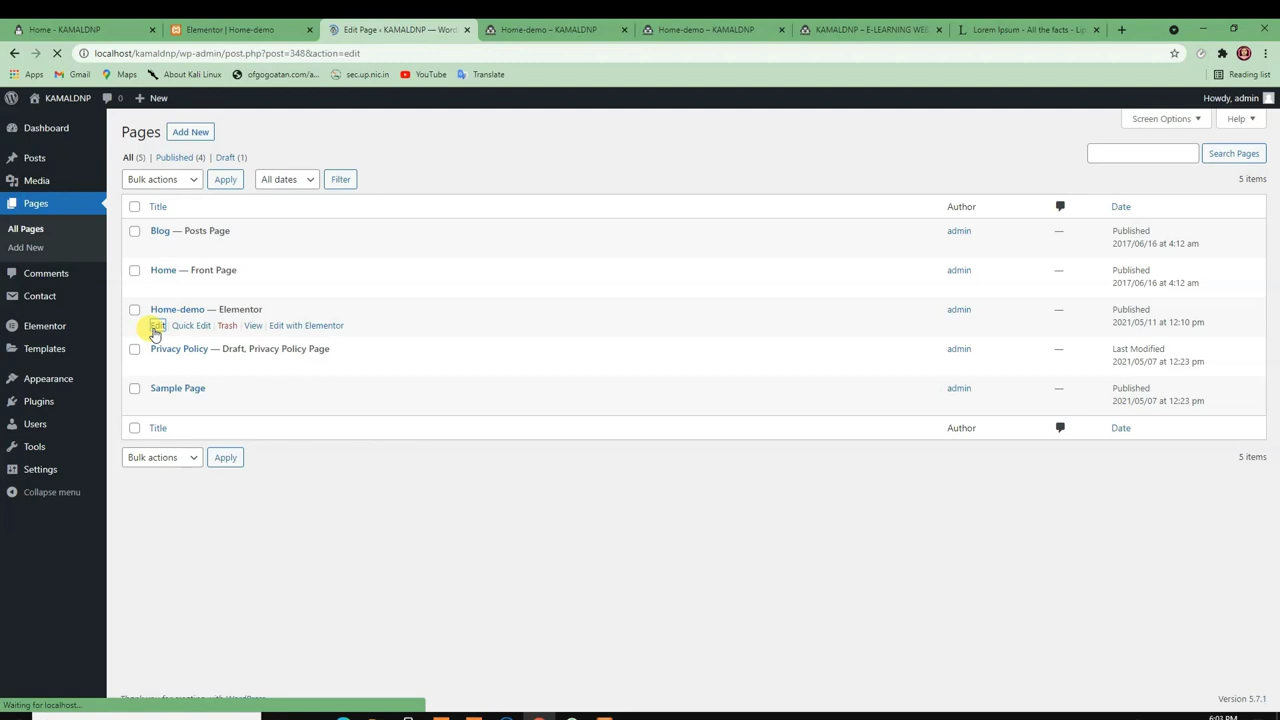 Home - KAMALDNP
Elementor | Home-demo
Edit Page ‹ KAMALDNP — Word
Home-demo – KAMALDNP
Home-demo – KAMALDNP
KAMALDNP – E-LEARNING WEB
Lorem Ipsum - All the facts - Lip
localhost/kamaldnp/wp-admin/post.php?post=348&action=edit
Apps
Gmail
Maps
About Kali Linux
ofgogoatan.com/a...
sec.up.nic.in
YouTube
Translate
Reading list
KAMALDNP
0
New
Howdy, admin
Dashboard
Posts
Media
Pages
All Pages
Add New
Comments
Contact
Elementor
Templates
Appearance
Plugins
Users
Tools
Settings
Collapse menu
Pages Add New
Screen Options
Help
All (5) | Published (4) | Draft (1)
Search Pages
Bulk actions
Apply
All dates
Filter
5 items
Title
Author
Date
Blog — Posts Page
admin
—
Published
2017/06/16 at 4:12 am
Home — Front Page
admin
—
Published
2017/06/16 at 4:12 am
Home-demo — Elementor
Edit | Quick Edit | Trash | View | Edit with Elementor
admin
—
Published
2021/05/11 at 12:10 pm
Privacy Policy — Draft, Privacy Policy Page
admin
—
Last Modified
2021/05/07 at 12:23 pm
Sample Page
admin
—
Published
2021/05/07 at 12:23 pm
Title
Author
Date
Bulk actions
Apply
5 items
Version 5.7.1
Waiting for localhost...
6:03 PM